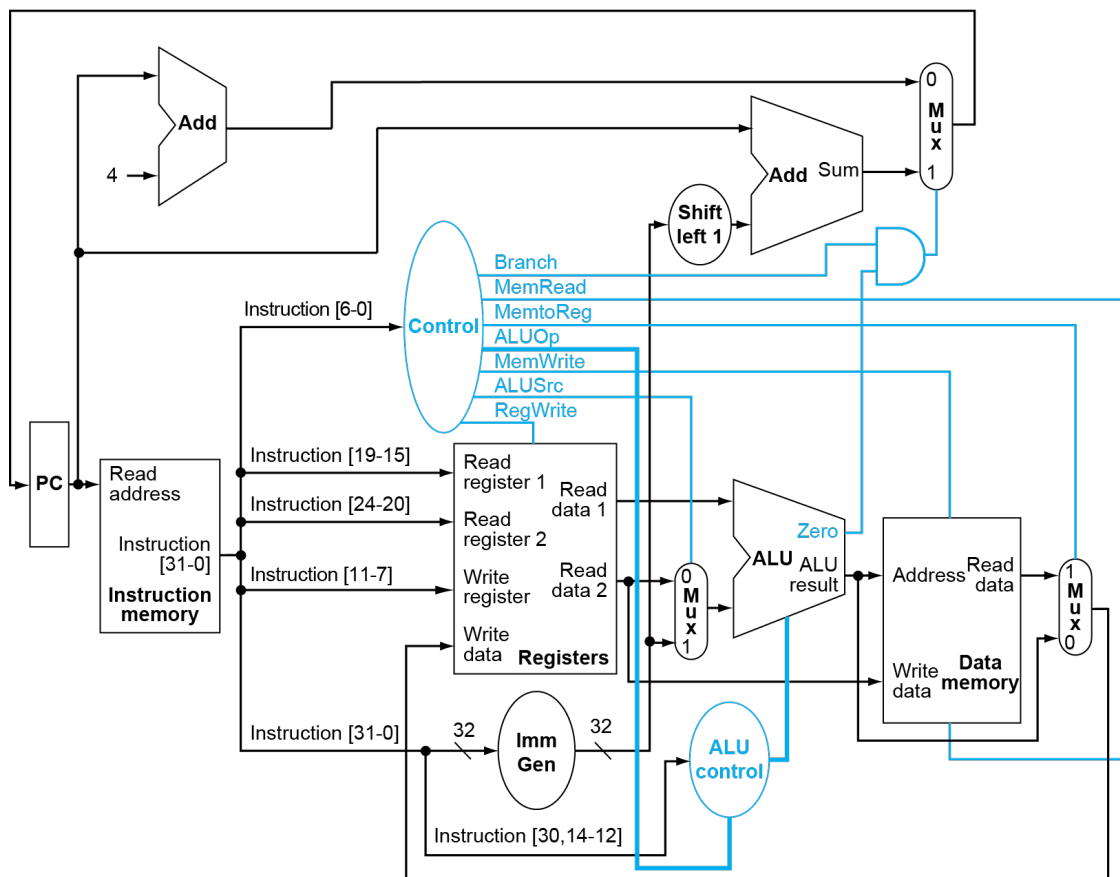 Add
4
Add
Sum
Shift
left 1
0
Mux
1
Branch
MemRead
MemtoReg
ALUOp
MemWrite
ALUSrc
RegWrite
Control
Instruction [6-0]
PC
Read
address
Instruction
[31-0]
Instruction
memory
Instruction [19-15]
Instruction [24-20]
Instruction [11-7]
Read
register 1
Read
register 2
Write
register
Write
data
Read
data 1
Read
data 2
Registers
0
Mux
1
Zero
ALU
ALU
result
Address
Read
data
Write
data
Data
memory
1
Mux
0
Instruction [31-0]
32
Imm
Gen
32
ALU
control
Instruction [30,14-12]